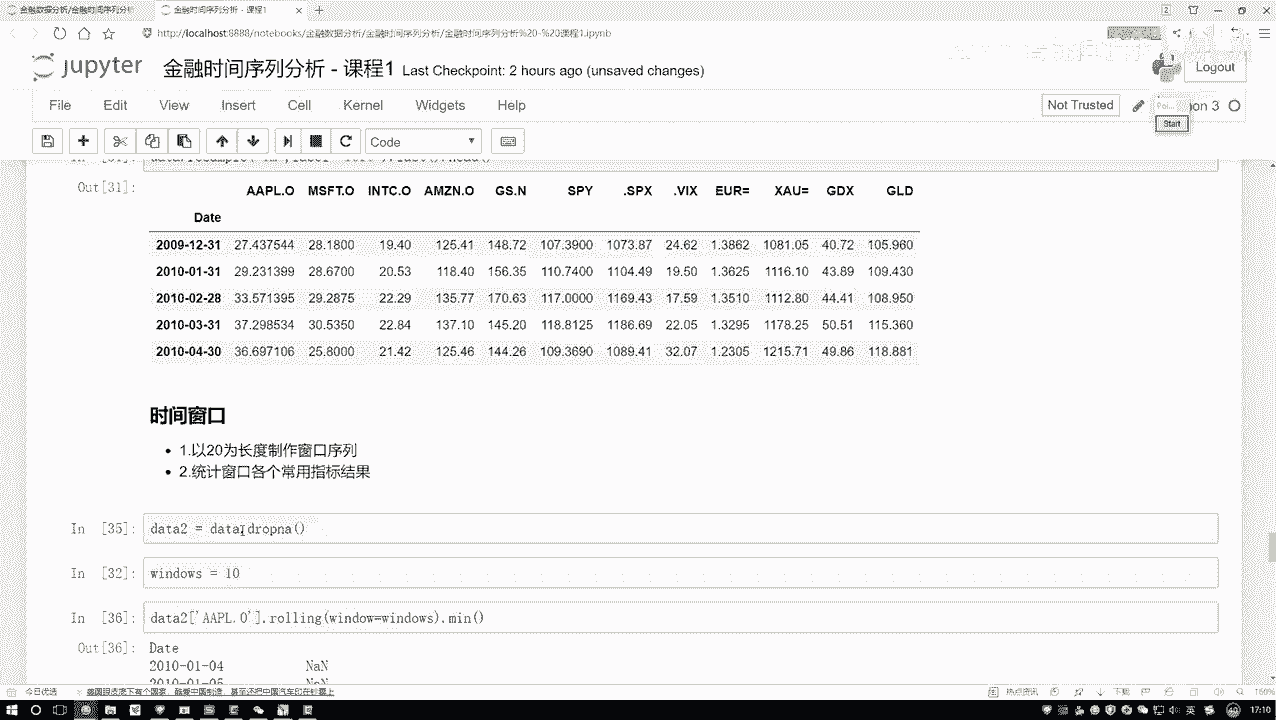 金融数据分析/金融时间序列分析
金融时间序列分析 - 课程1
http://localhost:8888/notebooks/金融数据分析/金融时间序列分析/金融时间序列分析%20-%20课程1.ipynb
jupyter 金融时间序列分析 - 课程1 Last Checkpoint: 2 hours ago (unsaved changes)
Logout
File Edit View Insert Cell Kernel Widgets Help
Not Trusted
on 3
Start
Code
Out[31]:
AAPL.O MSFT.O INTC.O AMZN.O GS.N SPY .SPX .VIX EUR= XAU= GDX GLD
Date
2009-12-31 27.437544 28.1800 19.40 125.41 148.72 107.3900 1073.87 24.62 1.3862 1081.05 40.72 105.960
2010-01-31 29.231399 28.6700 20.53 118.40 156.35 110.7400 1104.49 19.50 1.3625 1116.10 43.89 109.430
2010-02-28 33.571395 29.2875 22.29 135.77 170.63 117.0000 1169.43 17.59 1.3510 1112.80 44.41 108.950
2010-03-31 37.298534 30.5350 22.84 137.10 145.20 118.8125 1186.69 22.05 1.3295 1178.25 50.51 115.360
2010-04-30 36.697106 25.8000 21.42 125.46 144.26 109.3690 1089.41 32.07 1.2305 1215.71 49.86 118.881
时间窗口
1.以20为长度制作窗口序列
2.统计窗口各个常用指标结果
In [35]: data2 = data.dropna()
In [32]: windows = 10
In [36]: data2['AAPL.O'].rolling(window=windows).min()
Out[36]: Date
2010-01-04 NaN
2010-01-05 NaN
今日优选
热点资讯
下载
160%
英
17:10